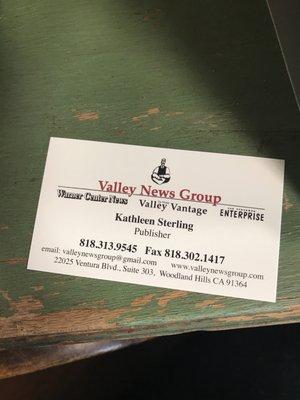 Valley News Group
Warner Center News
Valley Vantage
ENTERPRISE
Kathleen Sterling
Publisher
818.313.9545 Fax 818.302.1417
email: valleynewsgroup@gmail.com www.valleynewsgroup.com
22025 Ventura Blvd., Suite 303, Woodland Hills CA 91364